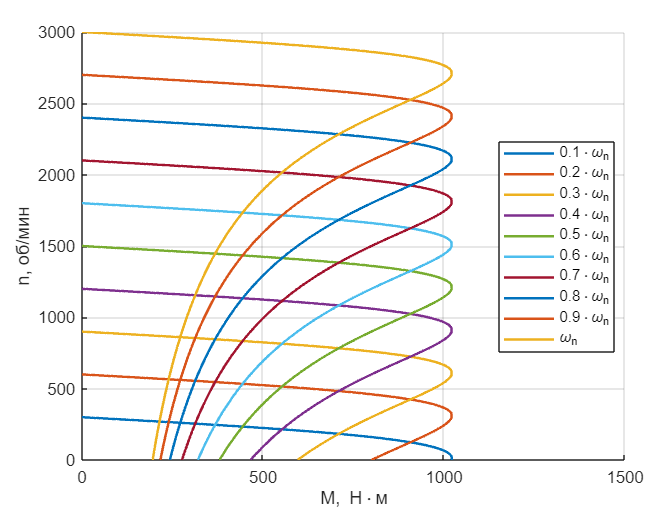 3000
2500
2000
1500
1000
500
0
n, об/мин
0.1 · ωn
0.2 · ωn
0.3 · ωn
0.4 · ωn
0.5 · ωn
0.6 · ωn
0.7 · ωn
0.8 · ωn
0.9 · ωn
ωn
0 500 1000 1500
M, Н · м